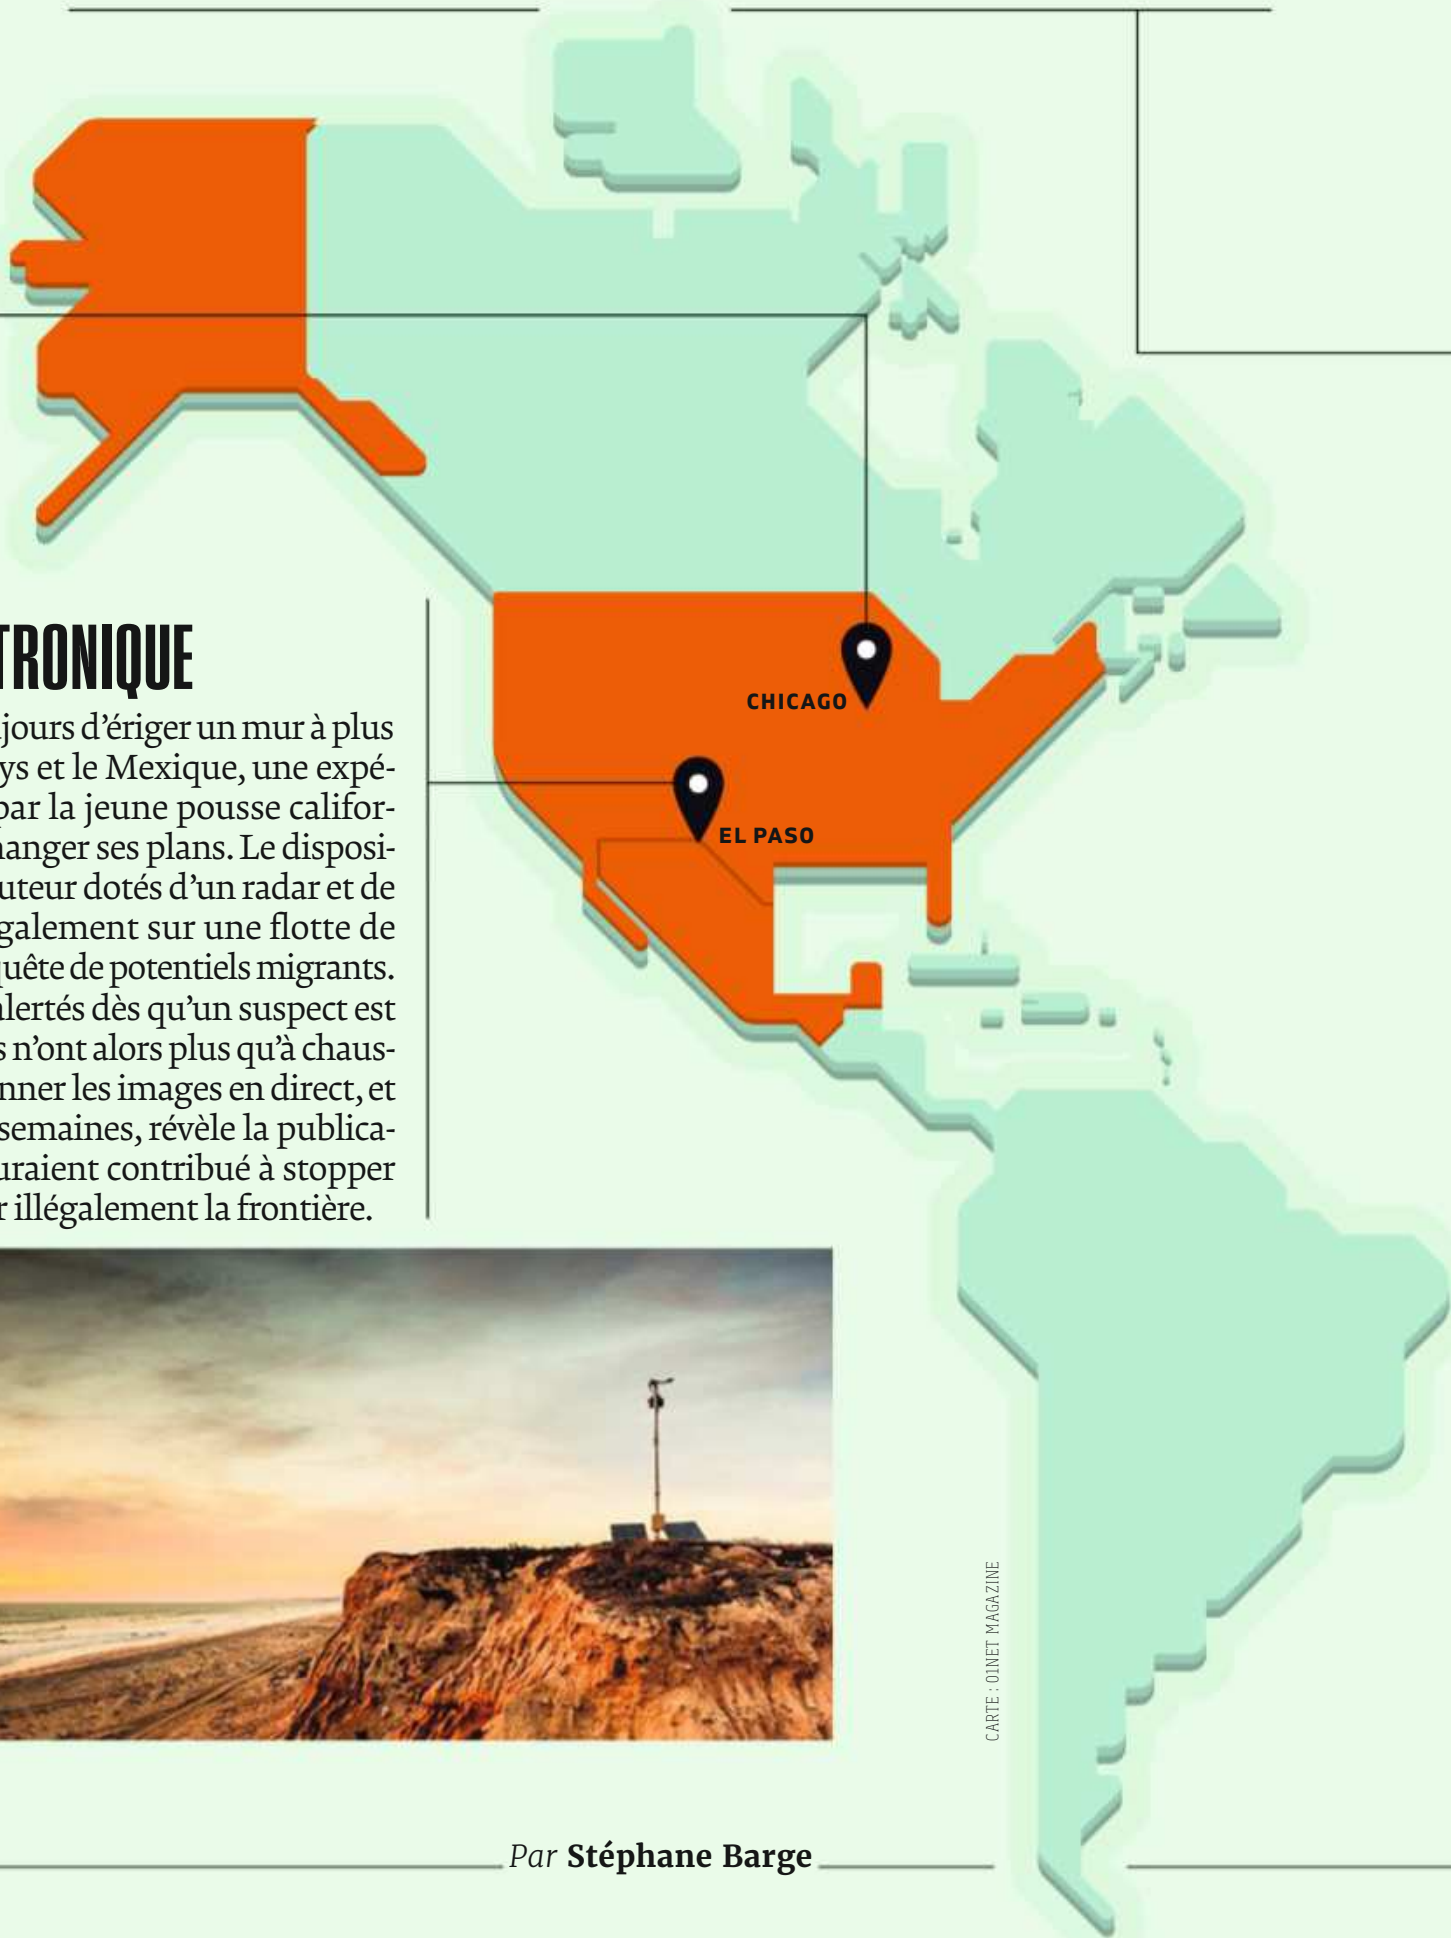 TRONIQUE
jours d'ériger un mur à plus
ys et le Mexique, une expé-
par la jeune pousse califor-
hanger ses plans. Le disposi-
uteur dotés d'un radar et de
galement sur une flotte de
quête de potentiels migrants.
alertés dès qu'un suspect est
s n'ont alors plus qu'à chaus-
nner les images en direct, et
semaines, révèle la publica-
uraient contribué à stopper
r illégalement la frontière.
CHICAGO
EL PASO
CARTE : 01NET MAGAZINE
Par Stéphane Barge